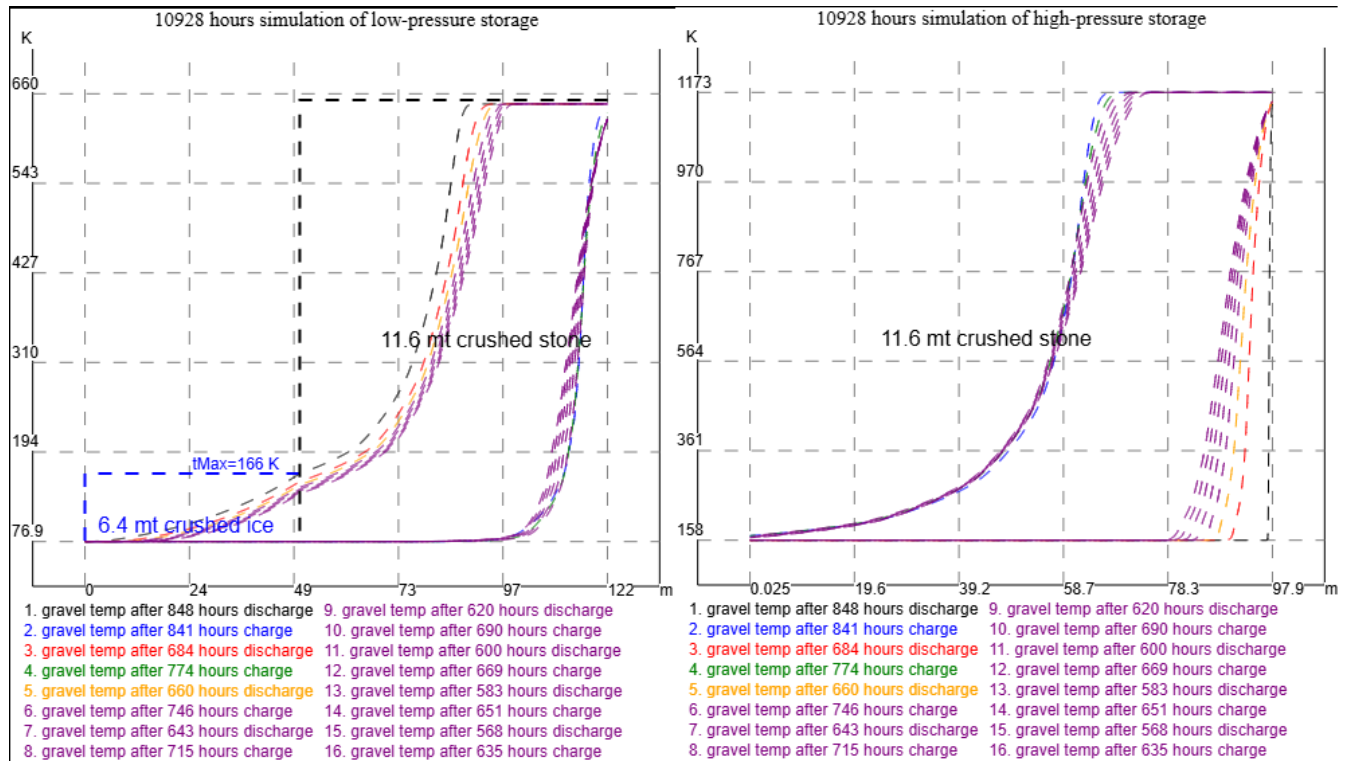 10928 hours simulation of low-pressure storage
K
660
543
427
310
194
76.9
11.6 mt crushed stone
tMax=166 K
6.4 mt crushed ice
0 24 49 73 97 122 m
1. gravel temp after 848 hours discharge
2. gravel temp after 841 hours charge
3. gravel temp after 684 hours discharge
4. gravel temp after 774 hours charge
5. gravel temp after 660 hours discharge
6. gravel temp after 746 hours charge
7. gravel temp after 643 hours discharge
8. gravel temp after 715 hours charge
9. gravel temp after 620 hours discharge
10. gravel temp after 690 hours charge
11. gravel temp after 600 hours discharge
12. gravel temp after 669 hours charge
13. gravel temp after 583 hours discharge
14. gravel temp after 651 hours charge
15. gravel temp after 568 hours discharge
16. gravel temp after 635 hours charge
10928 hours simulation of high-pressure storage
K
1173
970
767
564
361
158
11.6 mt crushed stone
0.025 19.6 39.2 58.7 78.3 97.9 m
1. gravel temp after 848 hours discharge
2. gravel temp after 841 hours charge
3. gravel temp after 684 hours discharge
4. gravel temp after 774 hours charge
5. gravel temp after 660 hours discharge
6. gravel temp after 746 hours charge
7. gravel temp after 643 hours discharge
8. gravel temp after 715 hours charge
9. gravel temp after 620 hours discharge
10. gravel temp after 690 hours charge
11. gravel temp after 600 hours discharge
12. gravel temp after 669 hours charge
13. gravel temp after 583 hours discharge
14. gravel temp after 651 hours charge
15. gravel temp after 568 hours discharge
16. gravel temp after 635 hours charge